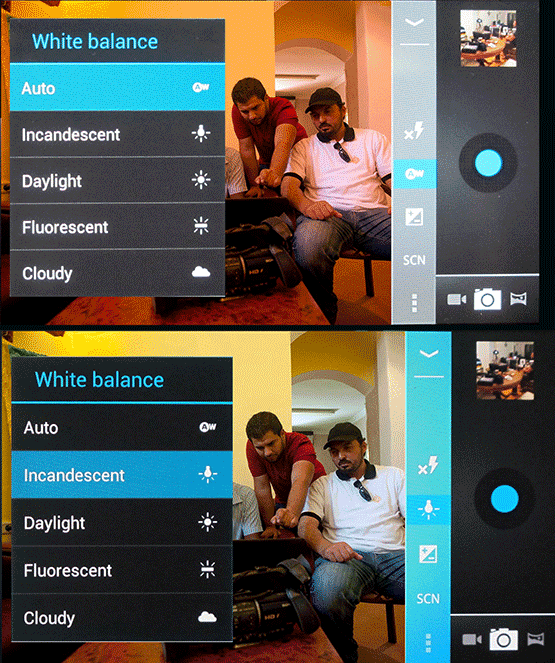 White balance
Auto
Incandescent
Daylight
Fluorescent
Cloudy
SCN
White balance
Auto
Incandescent
Daylight
Fluorescent
Cloudy
SCN